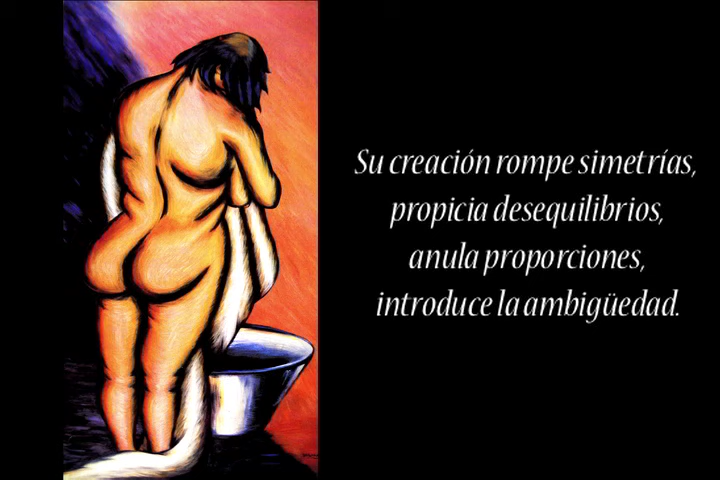 Su creación rompe simetrías,
propicia desequilibrios,
anula proporciones,
introduce la ambigüedad.